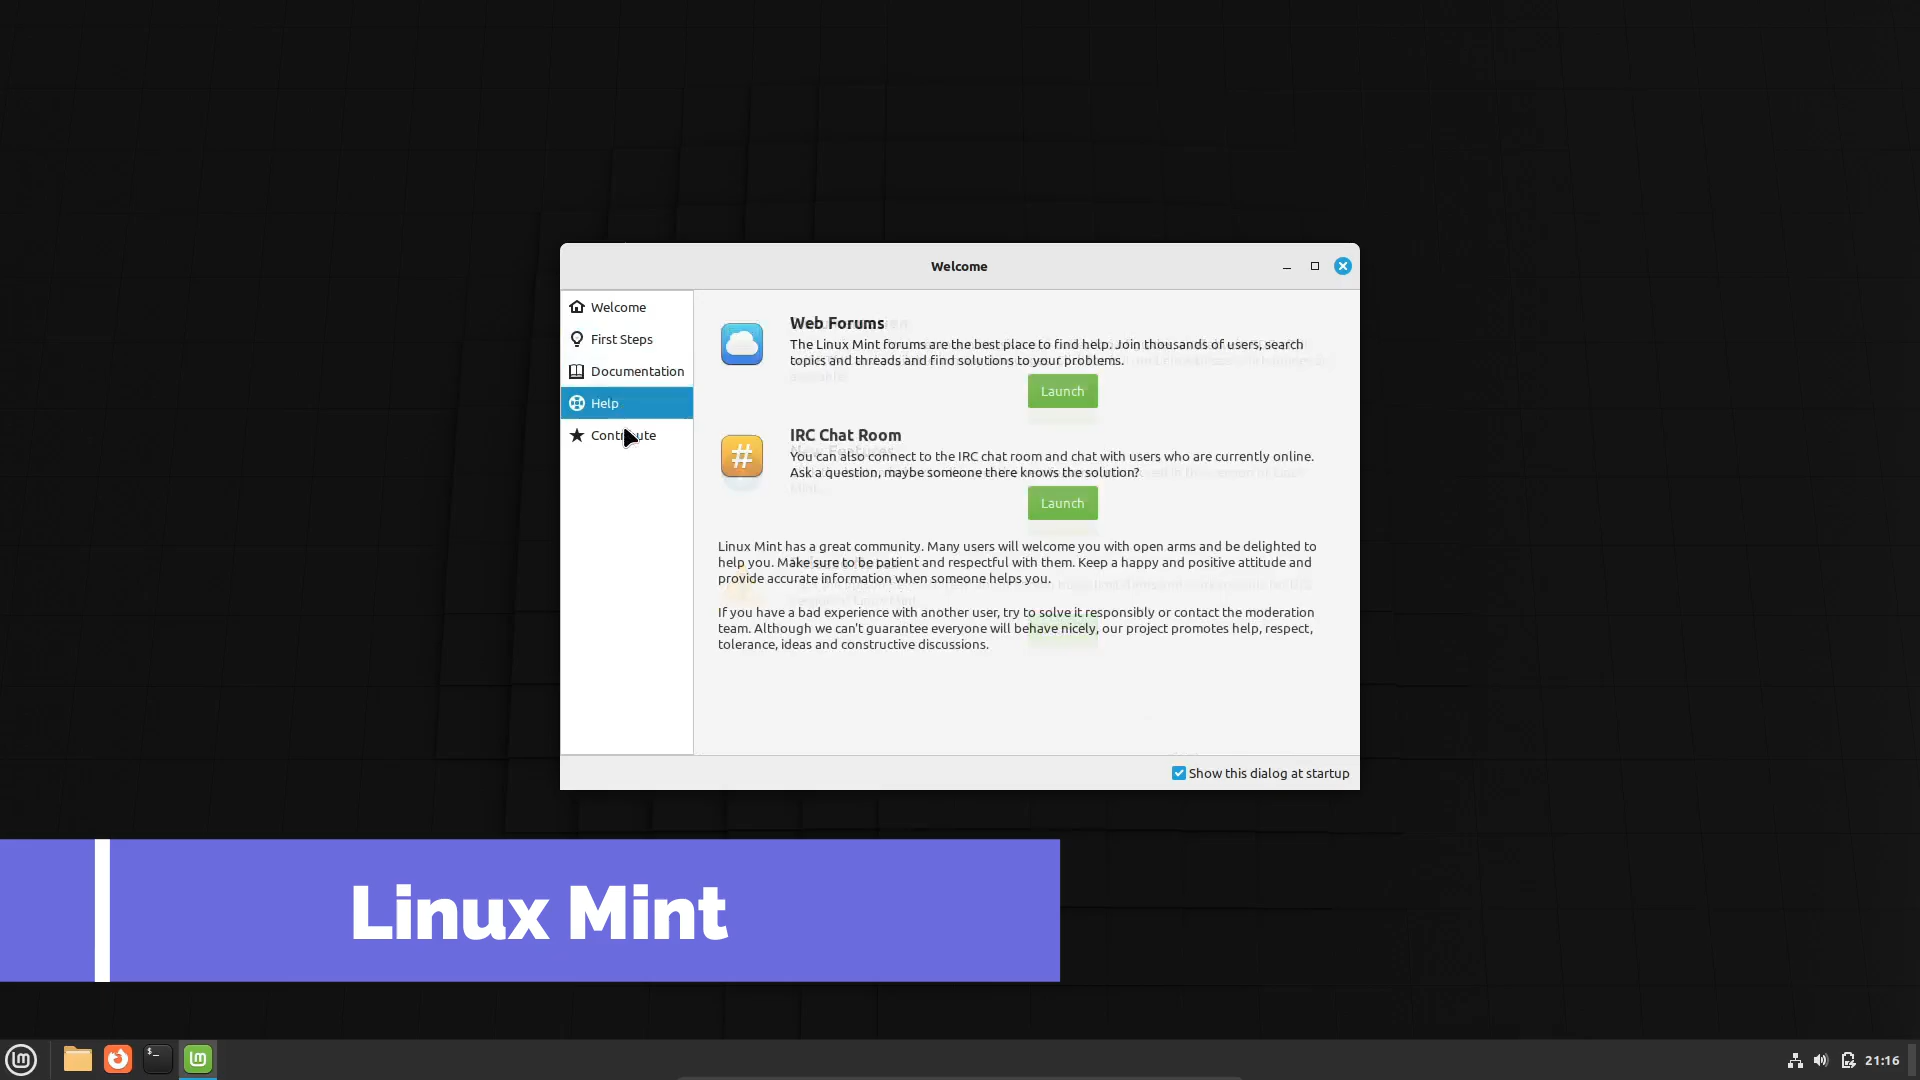 Welcome
Welcome
First Steps
Documentation
Help
Contribute
Web Forums
The Linux Mint forums are the best place to find help. Join thousands of users, search
topics and threads and find solutions to your problems.
Launch
IRC Chat Room
You can also connect to the IRC chat room and chat with users who are currently online.
Ask a question, maybe someone there knows the solution?
Launch
Linux Mint has a great community. Many users will welcome you with open arms and be delighted to
help you. Make sure to be patient and respectful with them. Keep a happy and positive attitude and
provide accurate information when someone helps you.
If you have a bad experience with another user, try to solve it responsibly or contact the moderation
team. Although we can't guarantee everyone will behave nicely, our project promotes help, respect,
tolerance, ideas and constructive discussions.
Show this dialog at startup
Linux Mint
21:16